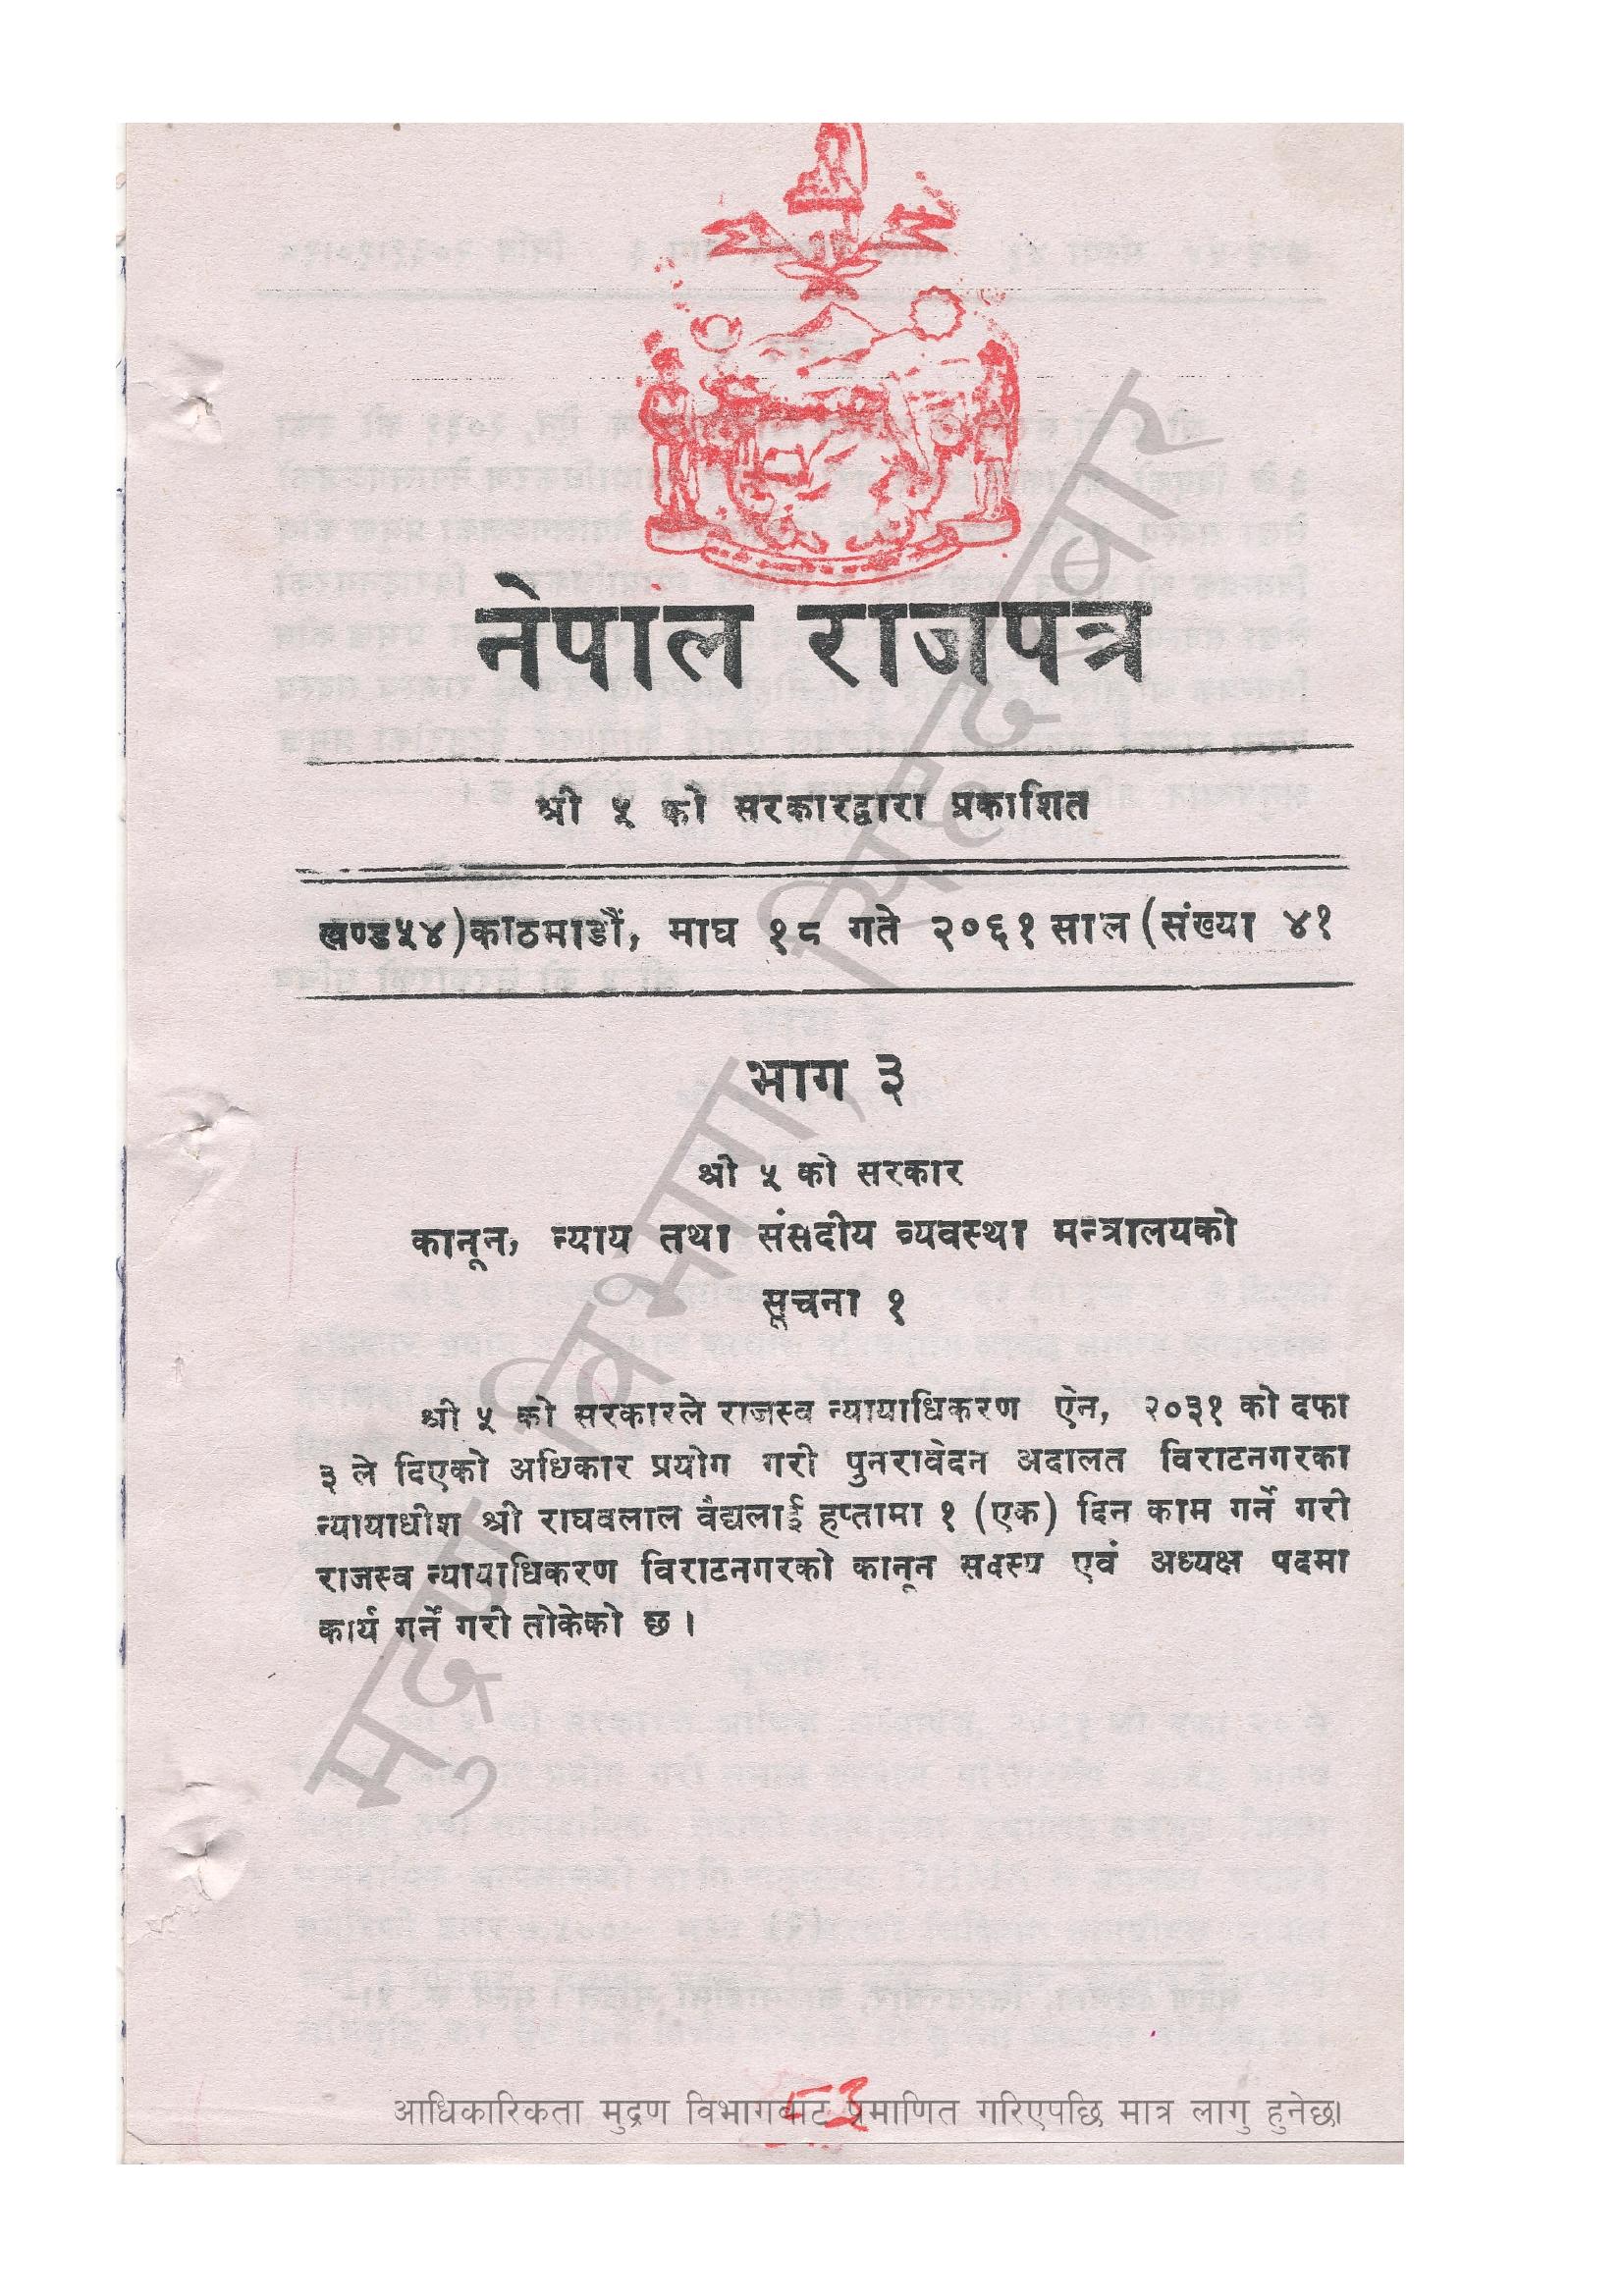 नेपाल राजपत्र
श्री ५ को सरकारद्वारा प्रकाशित
खण्ड५४)काठमाडौं, माघ १८ गते २०६१ साल (संख्या ४१
भाग ३
श्री ५ को सरकार
कानून, न्याय तथा संसदीय व्यवस्था मन्त्रालयको
सूचना १
श्री ५ को सरकारले राजस्व न्यायाधिकरण ऐन, २०३१ को दफा
३ ले दिएको अधिकार प्रयोग गरी पुनरावेदन अदालत विराटनगरका
न्यायाधीश श्री राघवलाल वैद्यलाई हप्तामा १ (एक) दिन काम गर्ने गरी
राजस्व न्यायाधिकरण विराटनगरको कानून सदस्य एवं अध्यक्ष पदमा
कार्य गर्ने गरी तोकेको छ ।
मुद्रण विभाग, सिंहदरबार
८३
आधिकारिकता मुद्रण विभागबाट प्रमाणित गरिएपछि मात्र लागु हुनेछ।